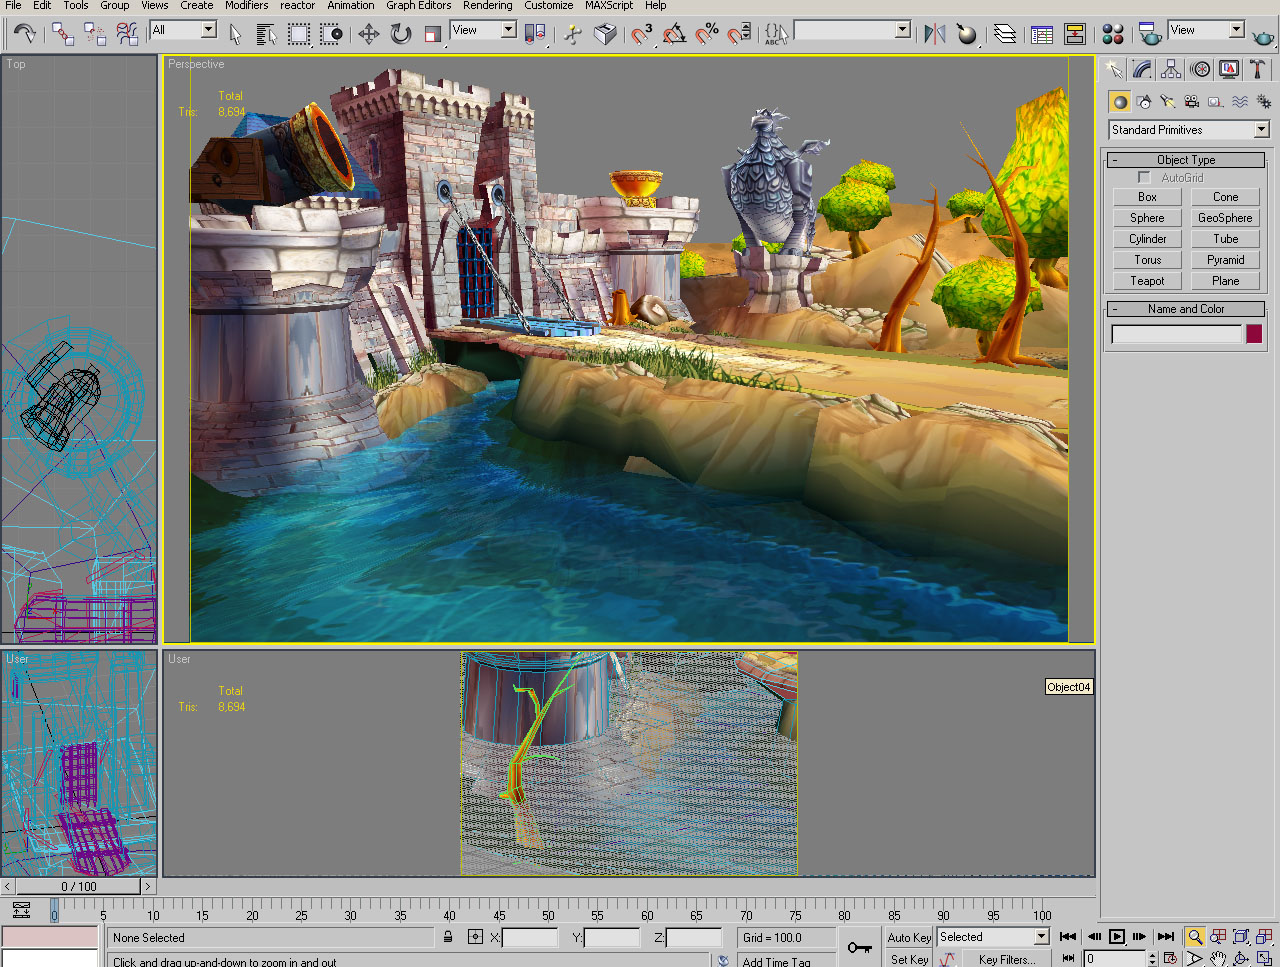 File Edit Tools Group Views Create Modifiers reactor Animation Graph Editors Rendering Customize MAXScript Help
All
View
3
%
ABC
View
Top
Perspective
Total
Tris: 8,694
Standard Primitives
- Object Type
AutoGrid
Box Cone
Sphere GeoSphere
Cylinder Tube
Torus Pyramid
Teapot Plane
- Name and Color
User
User
Total
Tris: 8,694
Object04
< 0 / 100 >
0 5 10 15 20 25 30 35 40 45 50 55 60 65 70 75 80 85 90 95 100
None Selected X: Y: Z: Grid = 100.0 Auto Key Selected
Click and drag up-and-down to zoom in and out Add Time Tag Set Key Key Filters... 0